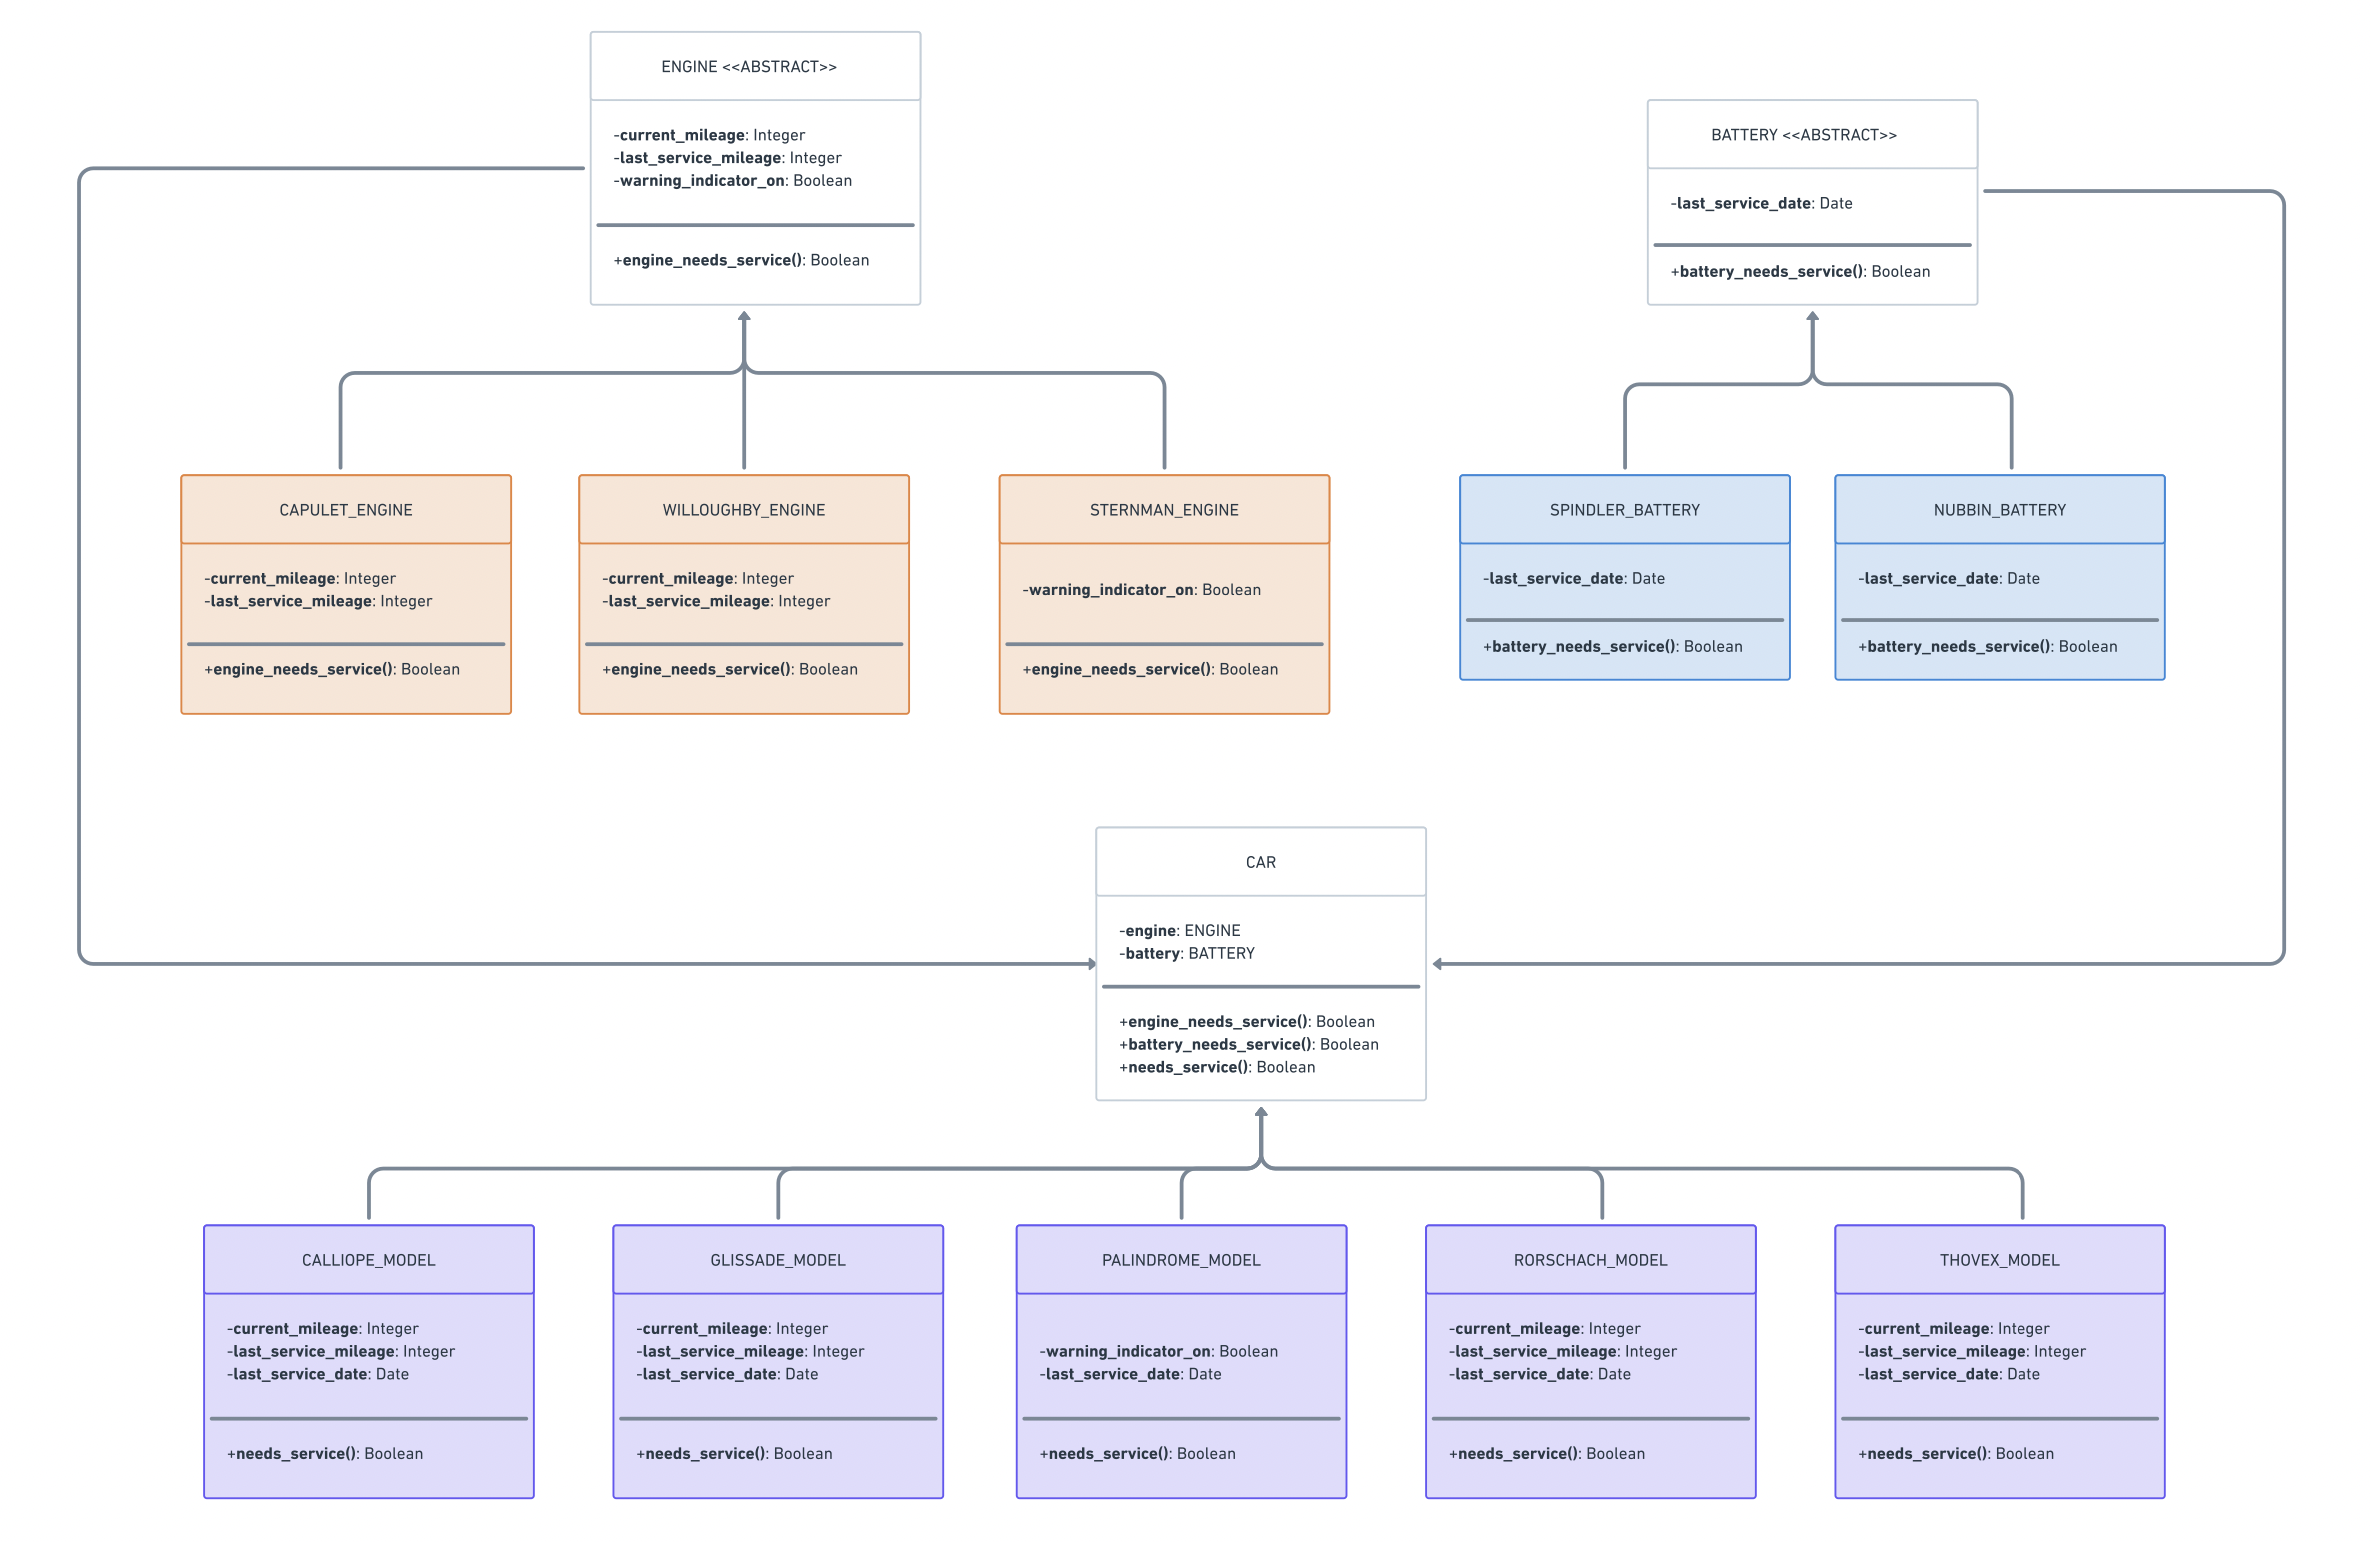 ENGINE <<ABSTRACT>>
-current_mileage: Integer
-last_service_mileage: Integer
-warning_indicator_on: Boolean
+engine_needs_service(): Boolean
BATTERY <<ABSTRACT>>
-last_service_date: Date
+battery_needs_service(): Boolean
CAPULET_ENGINE
-current_mileage: Integer
-last_service_mileage: Integer
+engine_needs_service(): Boolean
WILLOUGHBY_ENGINE
-current_mileage: Integer
-last_service_mileage: Integer
+engine_needs_service(): Boolean
STERNMAN_ENGINE
-warning_indicator_on: Boolean
+engine_needs_service(): Boolean
SPINDLER_BATTERY
-last_service_date: Date
+battery_needs_service(): Boolean
NUBBIN_BATTERY
-last_service_date: Date
+battery_needs_service(): Boolean
CAR
-engine: ENGINE
-battery: BATTERY
+engine_needs_service(): Boolean
+battery_needs_service(): Boolean
+needs_service(): Boolean
CALLIOPE_MODEL
-current_mileage: Integer
-last_service_mileage: Integer
-last_service_date: Date
+needs_service(): Boolean
GLISSADE_MODEL
-current_mileage: Integer
-last_service_mileage: Integer
-last_service_date: Date
+needs_service(): Boolean
PALINDROME_MODEL
-warning_indicator_on: Boolean
-last_service_date: Date
+needs_service(): Boolean
RORSCHACH_MODEL
-current_mileage: Integer
-last_service_mileage: Integer
-last_service_date: Date
+needs_service(): Boolean
THOVEX_MODEL
-current_mileage: Integer
-last_service_mileage: Integer
-last_service_date: Date
+needs_service(): Boolean